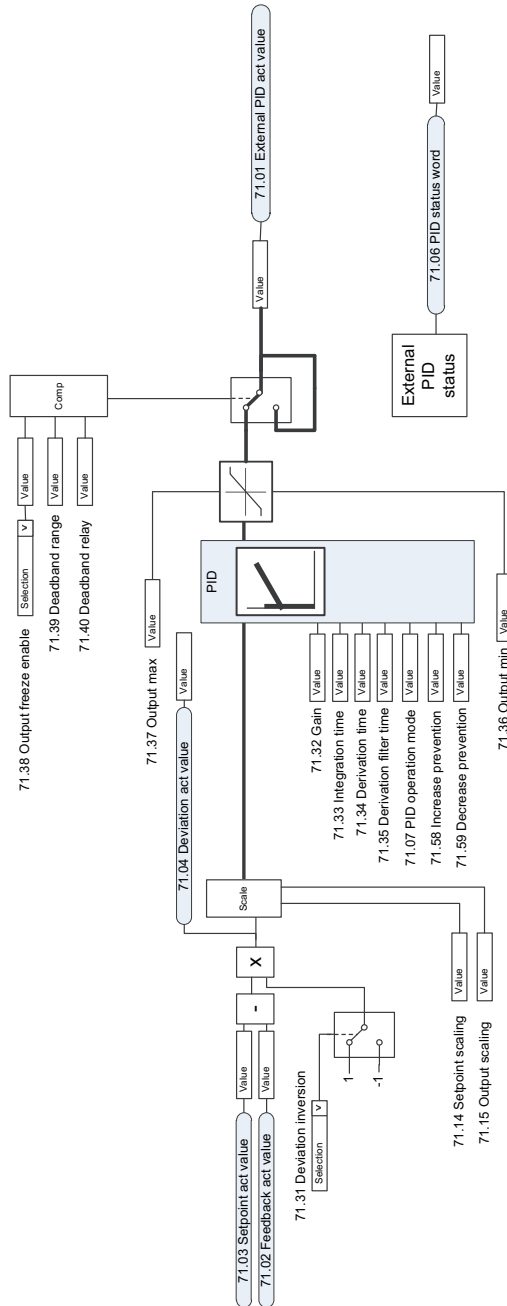 71.03 Setpoint act value
Value
71.02 Feedback act value
Value
-
X
71.31 Deviation inversion
Selection
v
1
-1
71.04 Deviation act value
Value
Scale
71.14 Setpoint scaling
Value
71.15 Output scaling
Value
PID
71.32 Gain
Value
71.33 Integration time
Value
71.34 Derivation time
Value
71.35 Derivation filter time
Value
71.07 PID operation mode
Value
71.58 Increase prevention
Value
71.59 Decrease prevention
Value
71.37 Output max
Value
71.36 Output min
Value
71.38 Output freeze enable
Selection
v
Value
71.39 Deadband range
Value
71.40 Deadband relay
Value
Comp
Value
71.01 External PID act value
External
PID
status
71.06 PID status word
Value